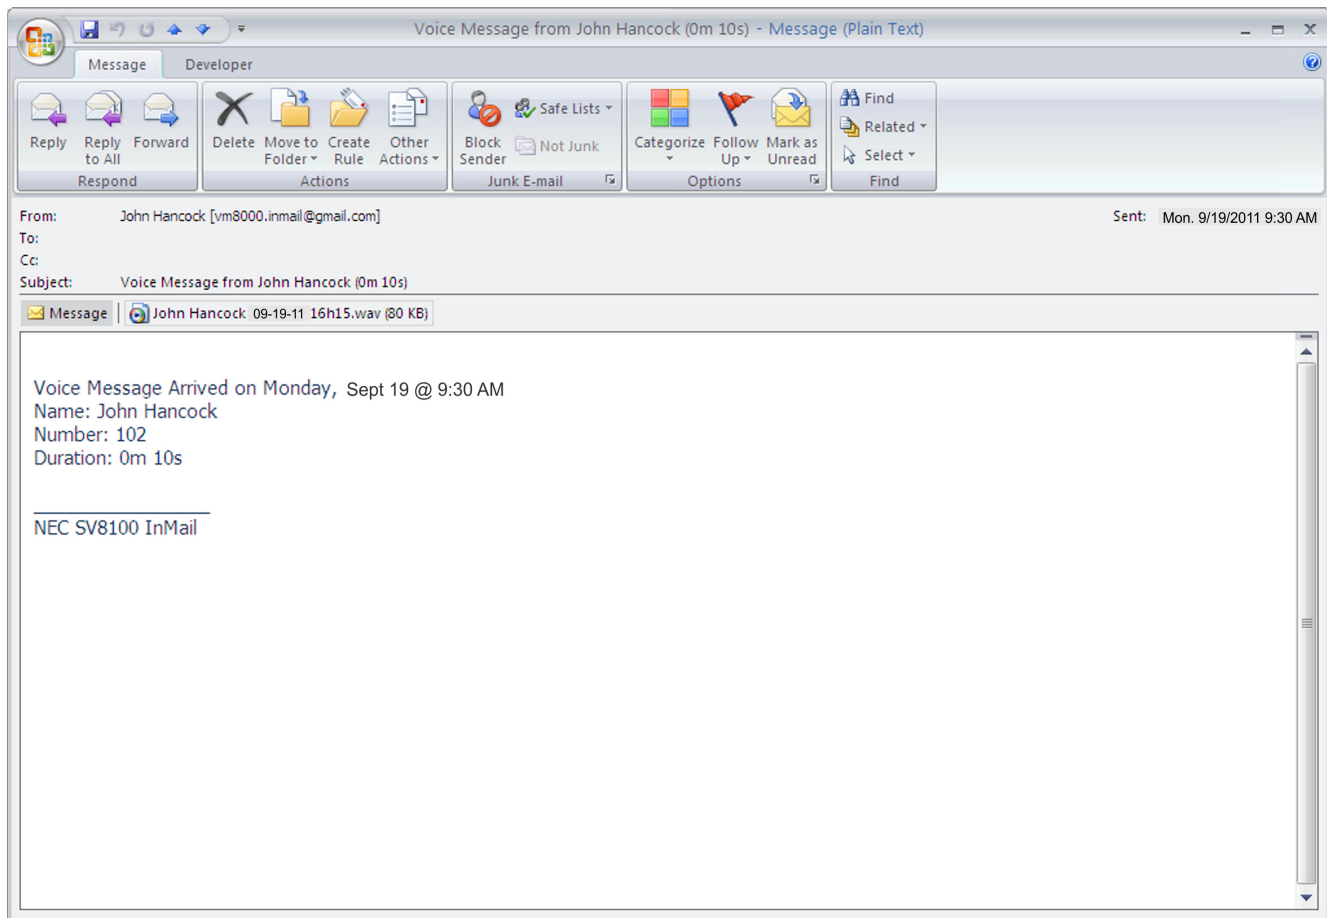 Voice Message from John Hancock (0m 10s) - Message (Plain Text)
Message Developer
Reply
Reply to All
Forward
Respond
Delete
Move to Folder
Create Rule
Other Actions
Actions
Block Sender
Safe Lists
Not Junk
Junk E-mail
Categorize
Follow Up
Mark as Unread
Options
Find
Related
Select
Find
From: John Hancock [vm8000.inmail@gmail.com] Sent: Mon. 9/19/2011 9:30 AM
To:
Cc:
Subject: Voice Message from John Hancock (0m 10s)
Message John Hancock 09-19-11 16h15.wav (80 KB)
Voice Message Arrived on Monday, Sept 19 @ 9:30 AM
Name: John Hancock
Number: 102
Duration: 0m 10s
NEC SV8100 InMail